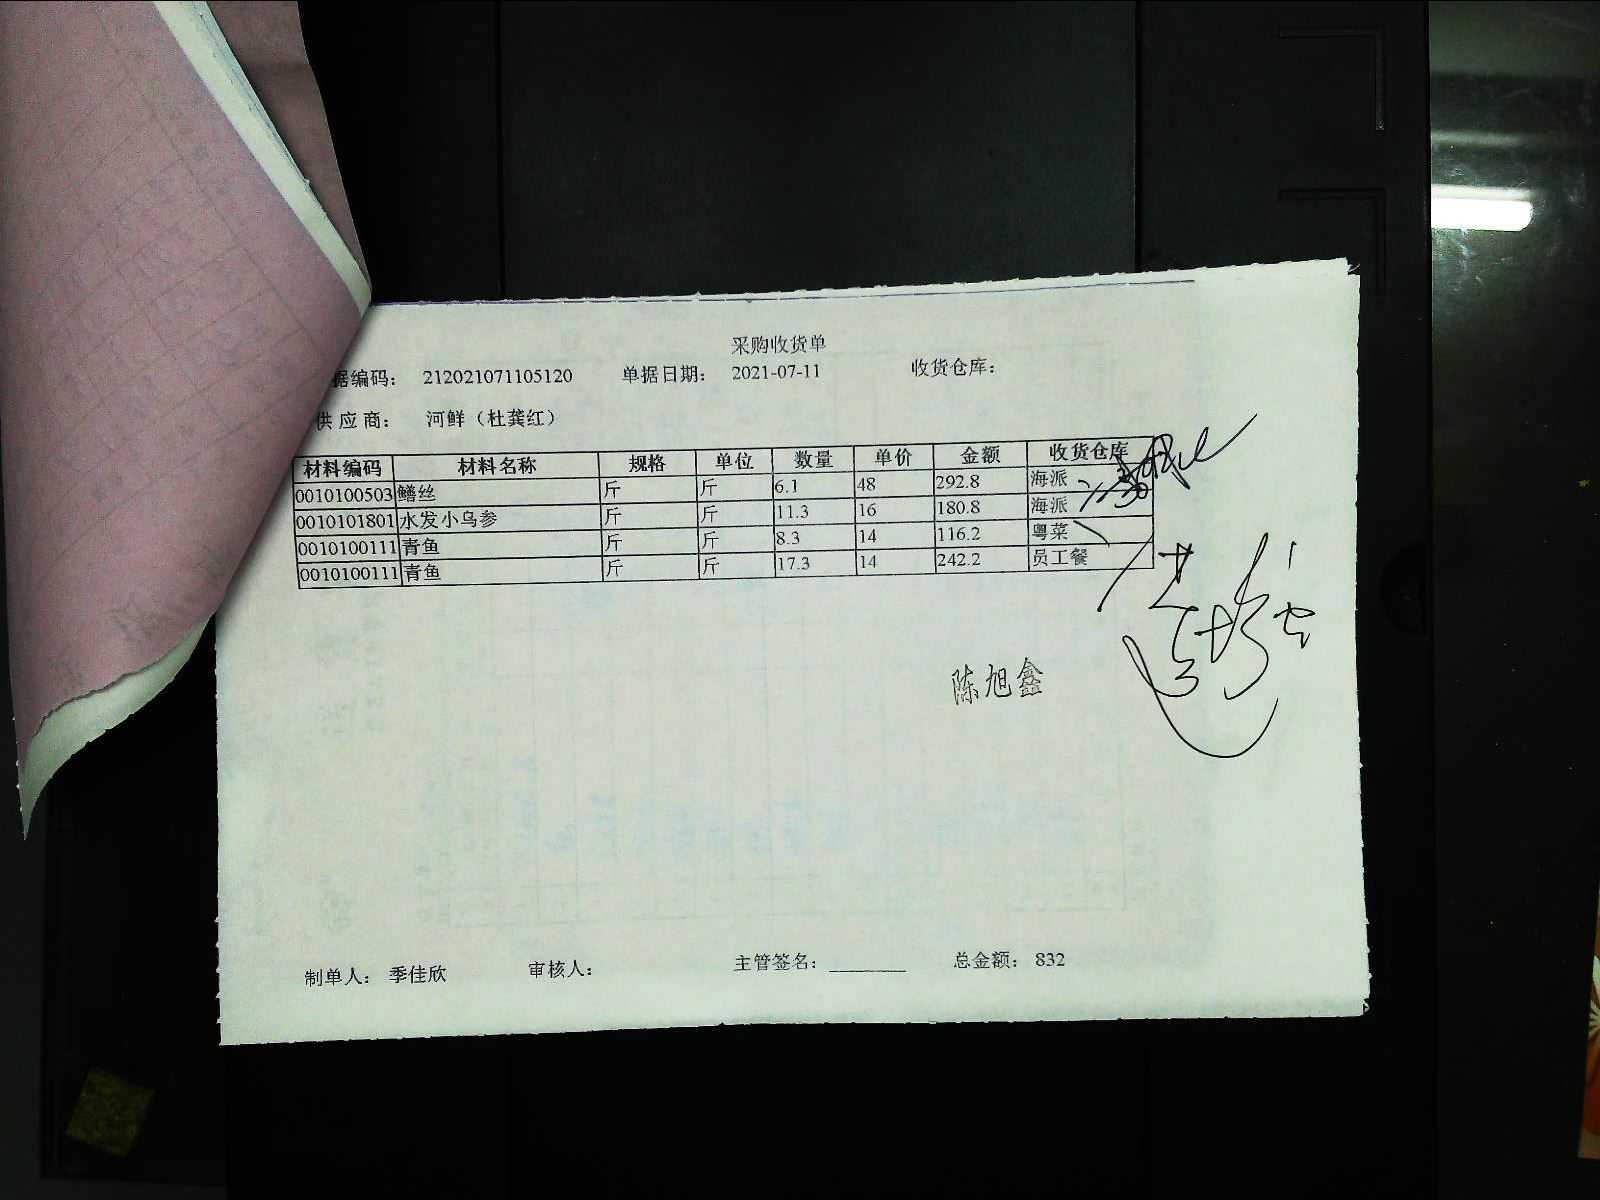 采购收货单
据编码： 212021071105120 单据日期： 2021-07-11 收货仓库：
供应商： 河鲜（杜龚红）
材料编码 材料名称 规格 单位 数量 单价 金额 收货仓库
0010100503 鳝丝 斤 斤 6.1 48 292.8 海派
0010101801 水发小乌参 斤 斤 11.3 16 180.8 海派
0010100111 青鱼 斤 斤 8.3 14 116.2 粤菜
0010100111 青鱼 斤 斤 17.3 14 242.2 员工餐
陈旭鑫
制单人： 季佳欣 审核人： 主管签名： ________ 总金额： 832